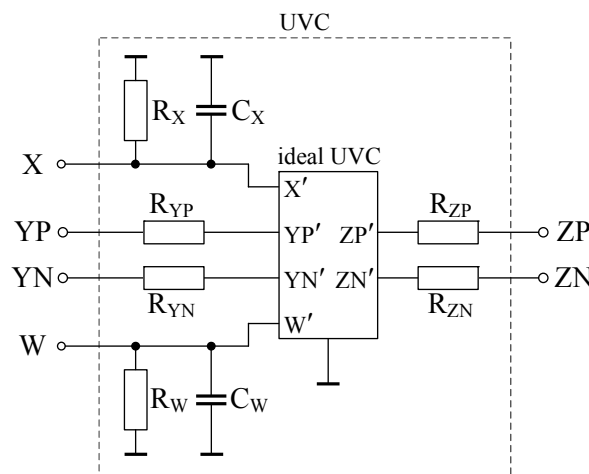 UVC
R_X
C_X
X
ideal UVC
X′
YP
R_YP
YP′
ZP′
R_ZP
ZP
YN
R_YN
YN′
ZN′
R_ZN
ZN
W
W′
R_W
C_W